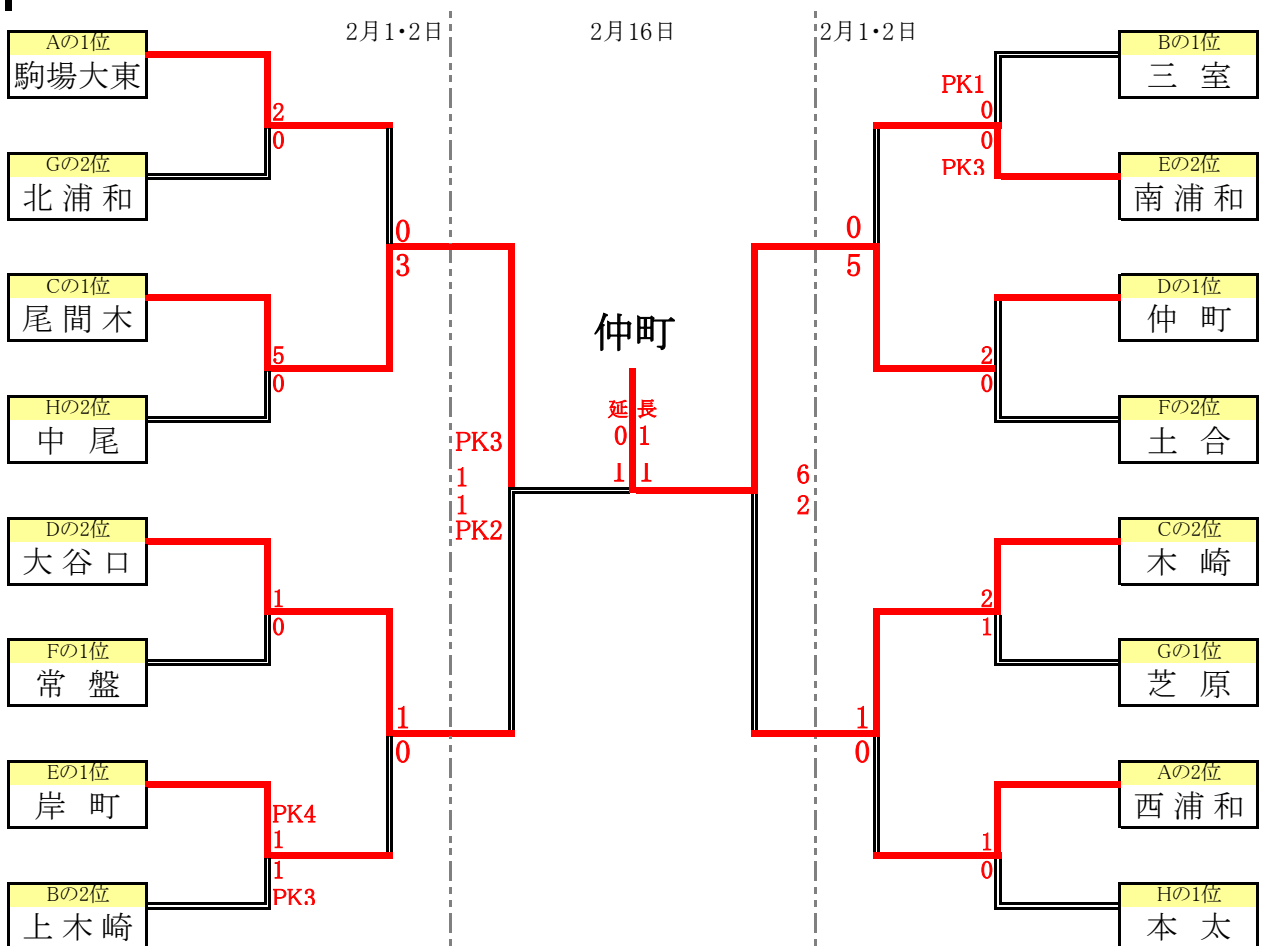 2月1・2日
2月16日
2月1・2日
Aの1位
駒場大東
2
0
Gの2位
北浦和
0
3
Cの1位
尾間木
5
0
Hの2位
中尾
PK3
1
1
PK2
Dの2位
大谷口
1
0
Fの1位
常盤
1
0
Eの1位
岸町
PK4
1
1
PK3
Bの2位
上木崎
仲町
延長
0 1
1 1
Bの1位
三室
PK1
0
0
PK3
Eの2位
南浦和
0
5
Dの1位
仲町
2
0
Fの2位
土合
6
2
Cの2位
木崎
2
1
Gの1位
芝原
1
0
Aの2位
西浦和
1
0
Hの1位
本太